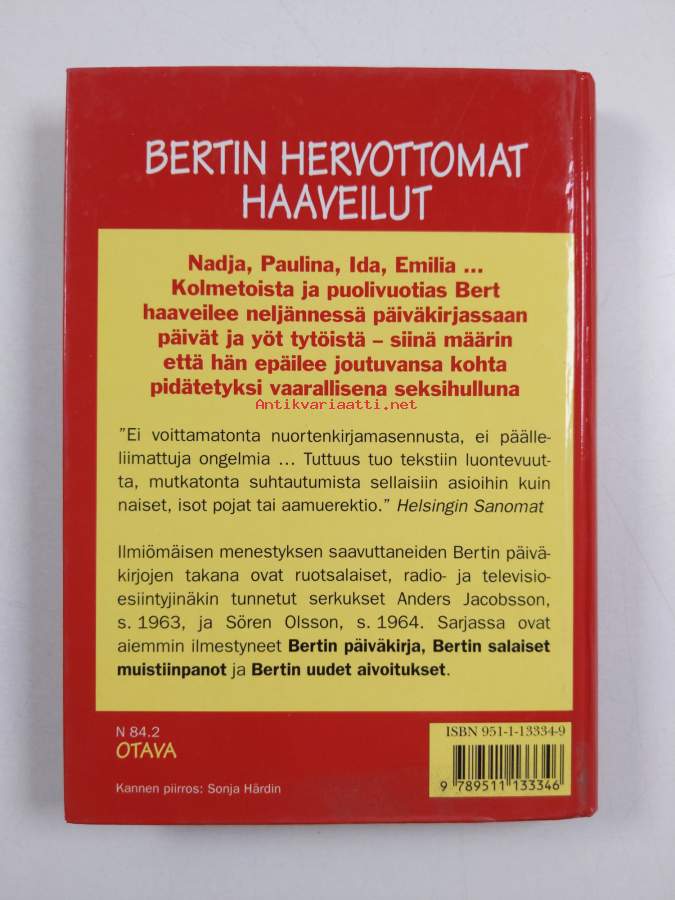 BERTIN HERVOTTOMAT
HAAVEILUT
Nadja, Paulina, Ida, Emilia ...
Kolmetoista ja puolivuotias Bert
haaveilee neljännessä päiväkirjassaan
päivät ja yöt tytöistä – siinä määrin
että hän epäilee joutuvansa kohta
pidätetyksi vaarallisena seksihulluna
Antikvariaatti.net
”Ei voittamatonta nuortenkirjamasennusta, ei päälle-
liimattuja ongelmia ... Tuttuus tuo tekstiin luontevuut-
ta, mutkatonta suhtautumista sellaisiin asioihin kuin
naiset, isot pojat tai aamuerektio.” Helsingin Sanomat
Ilmiömäisen menestyksen saavuttaneiden Bertin päivä-
kirjojen takana ovat ruotsalaiset, radio- ja televisio-
esiintyjinäkin tunnetut serkukset Anders Jacobsson,
s. 1963, ja Sören Olsson, s. 1964. Sarjassa ovat
aiemmin ilmestyneet Bertin päiväkirja, Bertin salaiset
muistiinpanot ja Bertin uudet aivoitukset.
N 84.2
OTAVA
Kannen piirros: Sonja Härdin
ISBN 951-1-13334-9
9 789511 133346